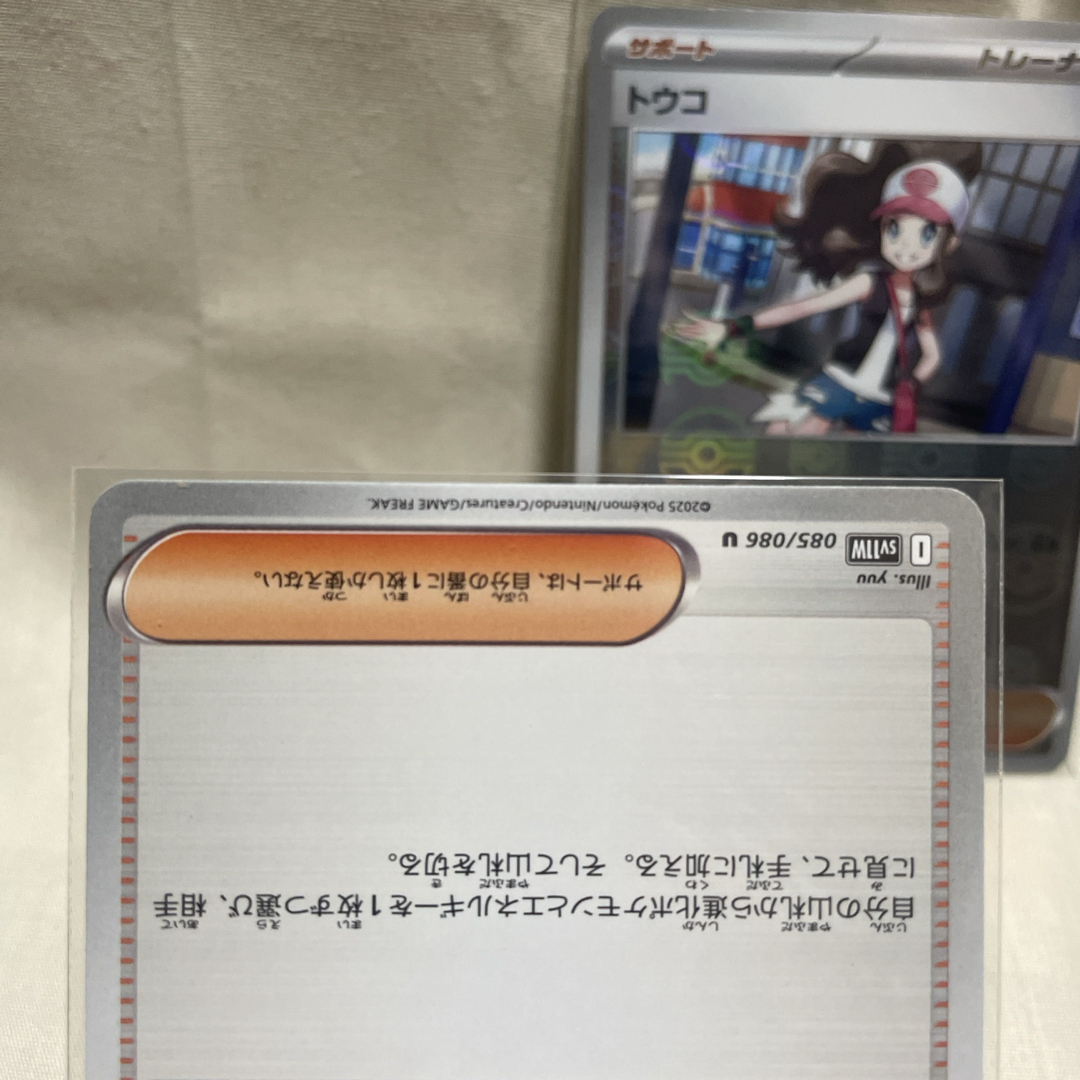 サポート
トレーナ
トウコ
自分の山札から進化ポケモンとエネルギーを1枚ずつ選び、相手
に見せて、手札に加える。そして山札を切る。
Illus. yuu
I SV11W 085/086 U
サポートは、自分の番に1枚しか使えない。
©2025 Pokémon/Nintendo/Creatures/GAME FREAK.